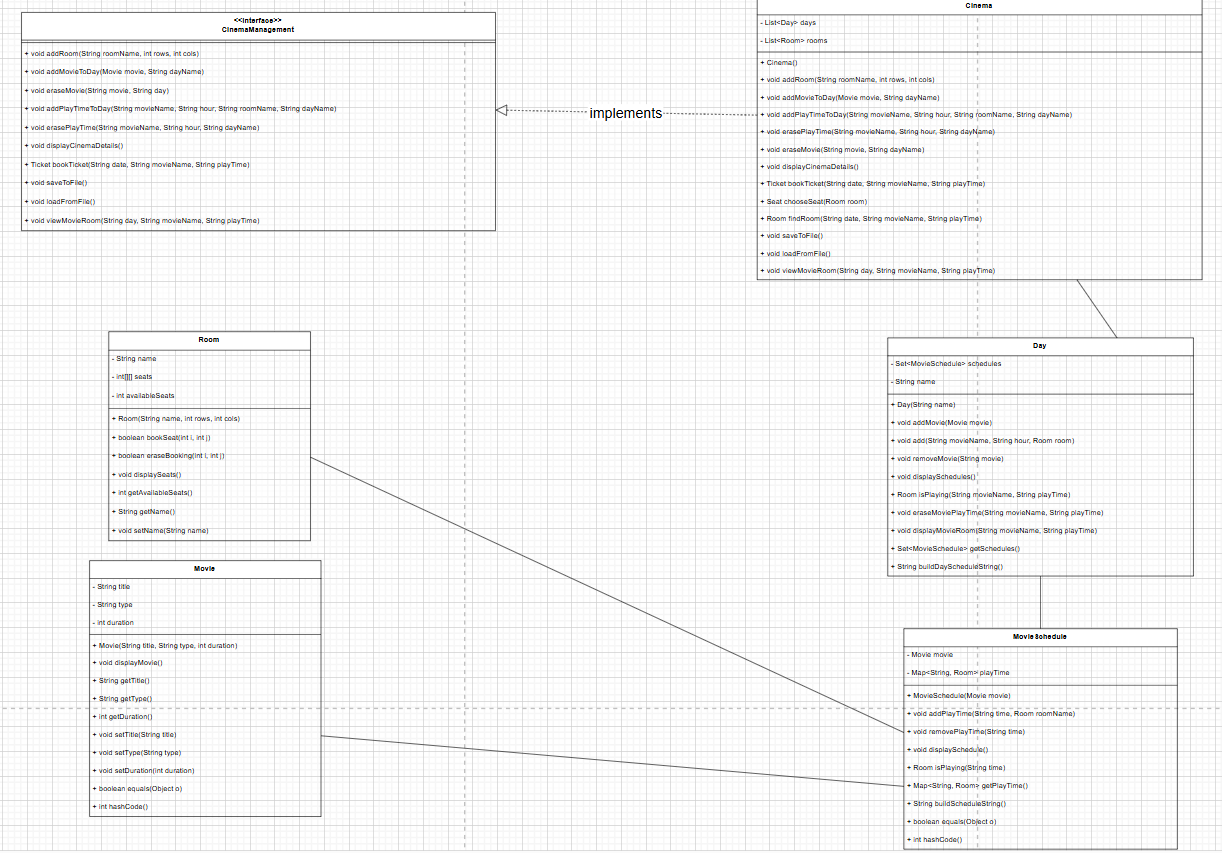 <<Interface>>
CinemaManagement
+ void addRoom(String roomName, int rows, int cols)
+ void addMovieToDay(Movie movie, String dayName)
+ void eraseMovie(String movie, String day)
+ void addPlayTimeToDay(String movieName, String hour, String roomName, String dayName)
+ void erasePlayTime(String movieName, String hour, String dayName)
+ void displayCinemaDetails()
+ Ticket bookTicket(String date, String movieName, String playTime)
+ void saveToFile()
+ void loadFromFile()
+ void viewMovieRoom(String day, String movieName, String playTime)
implements
Cinema
- List<Day> days
- List<Room> rooms
+ Cinema()
+ void addRoom(String roomName, int rows, int cols)
+ void addMovieToDay(Movie movie, String dayName)
+ void addPlayTimeToDay(String movieName, String hour, String roomName, String dayName)
+ void erasePlayTime(String movieName, String hour, String dayName)
+ void eraseMovie(String movie, String dayName)
+ void displayCinemaDetails()
+ Ticket bookTicket(String date, String movieName, String playTime)
+ Seat chooseSeat(Room room)
+ Room findRoom(String date, String movieName, String playTime)
+ void saveToFile()
+ void loadFromFile()
+ void viewMovieRoom(String day, String movieName, String playTime)
Room
- String name
- int[][] seats
- int availableSeats
+ Room(String name, int rows, int cols)
+ boolean bookSeat(int i, int j)
+ boolean eraseBooking(int i, int j)
+ void displaySeats()
+ int getAvailableSeats()
+ String getName()
+ void setName(String name)
Day
- Set<MovieSchedule> schedules
- String name
+ Day(String name)
+ void addMovie(Movie movie)
+ void add(String movieName, String hour, Room room)
+ void removeMovie(String movie)
+ void displaySchedules()
+ Room isPlaying(String movieName, String playTime)
+ void eraseMoviePlayTime(String movieName, String playTime)
+ void displayMovieRoom(String movieName, String playTime)
+ Set<MovieSchedule> getSchedules()
+ String buildDayScheduleString()
Movie
- String title
- String type
- int duration
+ Movie(String title, String type, int duration)
+ void displayMovie()
+ String getTitle()
+ String getType()
+ int getDuration()
+ void setTitle(String title)
+ void setType(String type)
+ void setDuration(int duration)
+ boolean equals(Object o)
+ int hashCode()
MovieSchedule
- Movie movie
- Map<String, Room> playTime
+ MovieSchedule(Movie movie)
+ void addPlayTime(String time, Room roomName)
+ void removePlayTime(String time)
+ void displaySchedule()
+ Room isPlaying(String time)
+ Map<String, Room> getPlayTime()
+ String buildScheduleString()
+ boolean equals(Object o)
+ int hashCode()